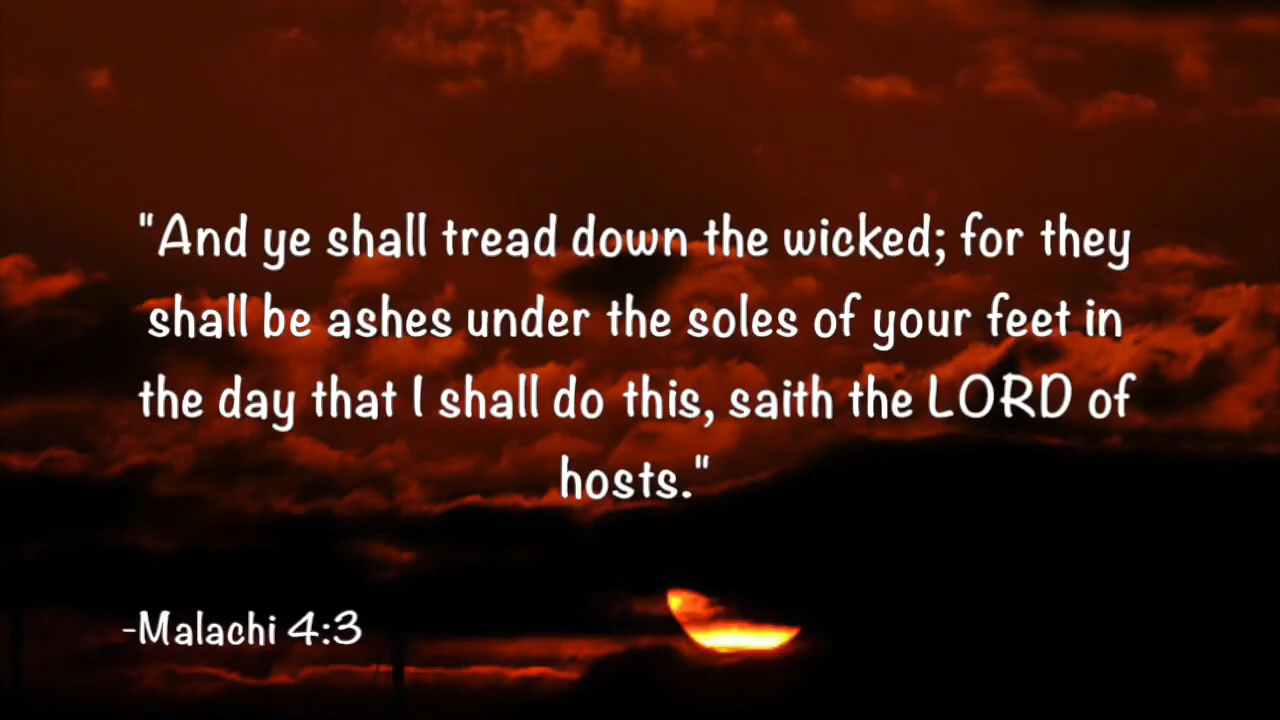 "And ye shall tread down the wicked; for they
shall be ashes under the soles of your feet in
the day that I shall do this, saith the LORD of
hosts."
-Malachi 4:3